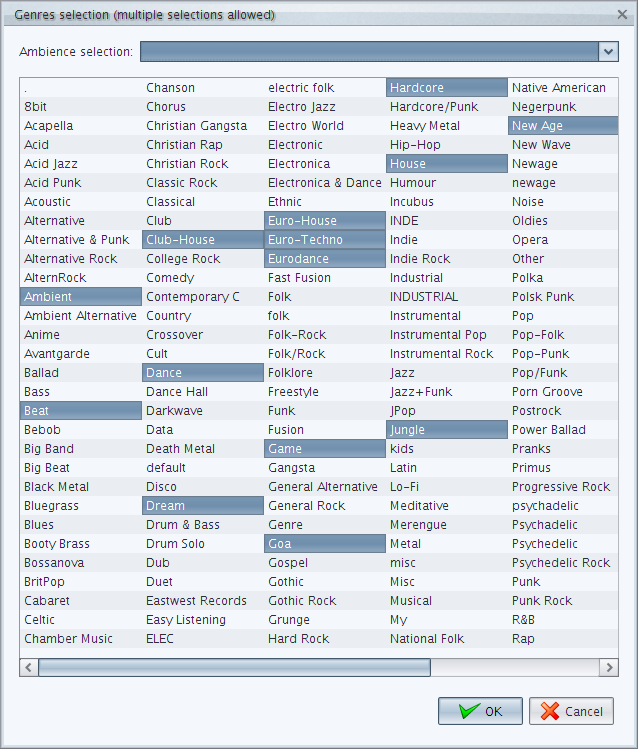 Genres selection (multiple selections allowed)
Ambience selection:
. Chanson electric folk Hardcore Native American
8bit Chorus Electro Jazz Hardcore/Punk Negerpunk
Acapella Christian Gangsta Electro World Heavy Metal New Age
Acid Christian Rap Electronic Hip-Hop New Wave
Acid Jazz Christian Rock Electronica House Newage
Acid Punk Classic Rock Electronica & Dance Humour newage
Acoustic Classical Ethnic Incubus Noise
Alternative Club Euro-House INDE Oldies
Alternative & Punk Club-House Euro-Techno Indie Opera
Alternative Rock College Rock Eurodance Indie Rock Other
AlternRock Comedy Fast Fusion Industrial Polka
Ambient Contemporary C Folk INDUSTRIAL Polsk Punk
Ambient Alternative Country folk Instrumental Pop
Anime Crossover Folk-Rock Instrumental Pop Pop-Folk
Avantgarde Cult Folk/Rock Instrumental Rock Pop-Punk
Ballad Dance Folklore Jazz Pop/Funk
Bass Dance Hall Freestyle Jazz+Funk Porn Groove
Beat Darkwave Funk JPop Postrock
Bebob Data Fusion Jungle Power Ballad
Big Band Death Metal Game kids Pranks
Big Beat default Gangsta Latin Primus
Black Metal Disco General Alternative Lo-Fi Progressive Rock
Bluegrass Dream General Rock Meditative psychadelic
Blues Drum & Bass Genre Merengue Psychadelic
Booty Brass Drum Solo Goa Metal Psychedelic
Bossanova Dub Gospel misc Psychedelic Rock
BritPop Duet Gothic Misc Punk
Cabaret Eastwest Records Gothic Rock Musical Punk Rock
Celtic Easy Listening Grunge My R&B
Chamber Music ELEC Hard Rock National Folk Rap
OK Cancel